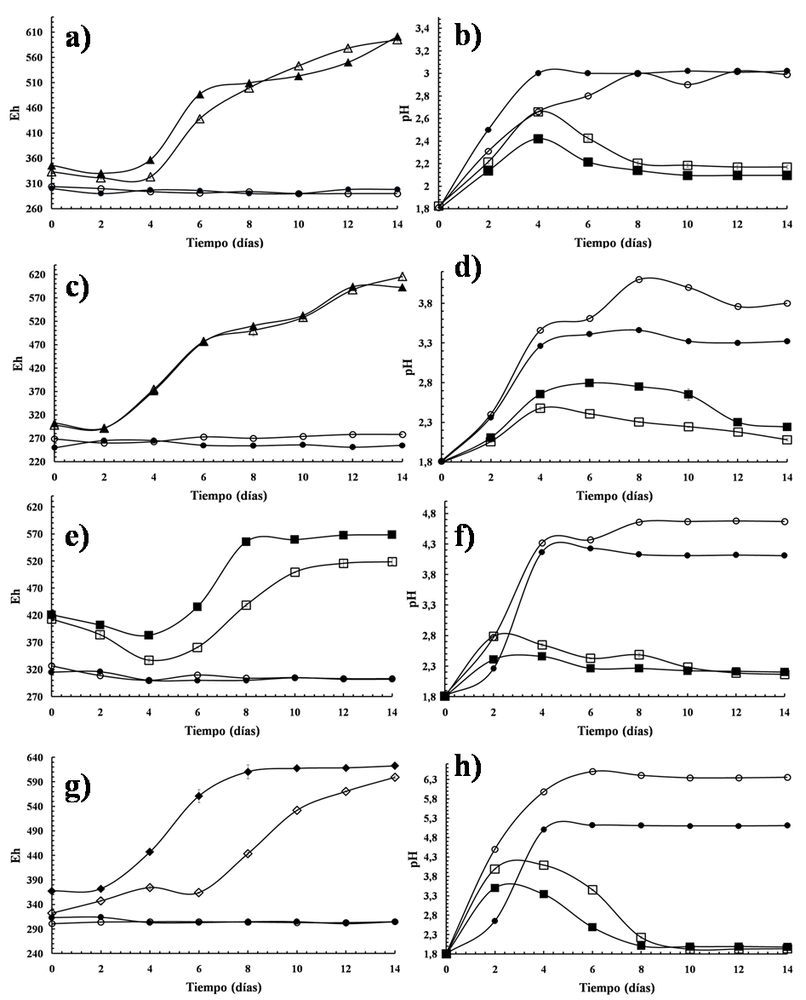 a)
610
560
510
460
410
360
310
260
Eh
0 2 4 6 8 10 12 14
Tiempo (días)
b)
3,4
3,2
3
2,8
2,6
2,4
2,2
2
1,8
pH
0 2 4 6 8 10 12 14
Tiempo (días)
c)
620
570
520
470
420
370
320
270
220
Eh
0 2 4 6 8 10 12 14
Tiempo (días)
d)
3,8
3,3
2,8
2,3
1,8
pH
0 2 4 6 8 10 12 14
Tiempo (días)
e)
620
570
520
470
420
370
320
270
Eh
0 2 4 6 8 10 12 14
Tiempo (días)
f)
4,8
4,3
3,8
3,3
2,8
2,3
1,8
pH
0 2 4 6 8 10 12 14
Tiempo (días)
g)
640
590
540
490
440
390
340
290
240
Eh
0 2 4 6 8 10 12 14
Tiempo (días)
h)
6,3
5,8
5,3
4,8
4,3
3,8
3,3
2,8
2,3
1,8
pH
0 2 4 6 8 10 12 14
Tiempo (días)